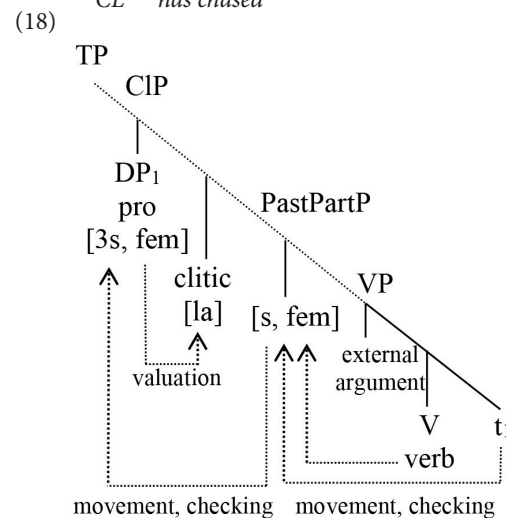 CL has chased
(18)
TP
ClP
DP₁
pro
[3s, fem]
PastPartP
clitic
[la]
[s, fem]
VP
external
argument
valuation
V
t
verb
movement, checking movement, checking